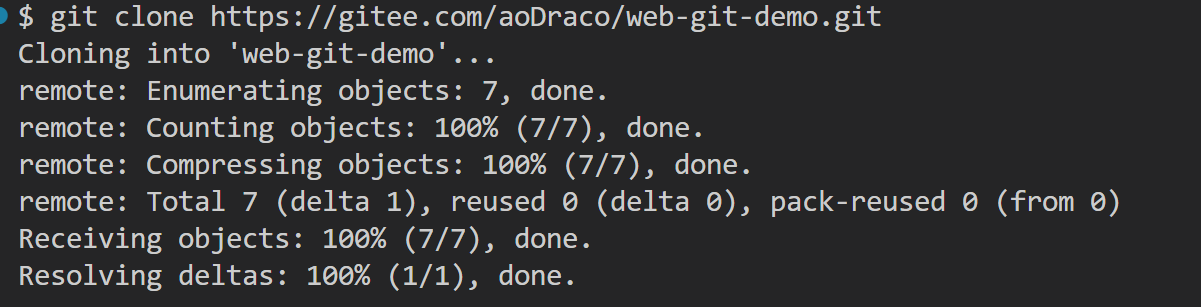 $ git clone https://gitee.com/aoDraco/web-git-demo.git
Cloning into 'web-git-demo'...
remote: Enumerating objects: 7, done.
remote: Counting objects: 100% (7/7), done.
remote: Compressing objects: 100% (7/7), done.
remote: Total 7 (delta 1), reused 0 (delta 0), pack-reused 0 (from 0)
Receiving objects: 100% (7/7), done.
Resolving deltas: 100% (1/1), done.